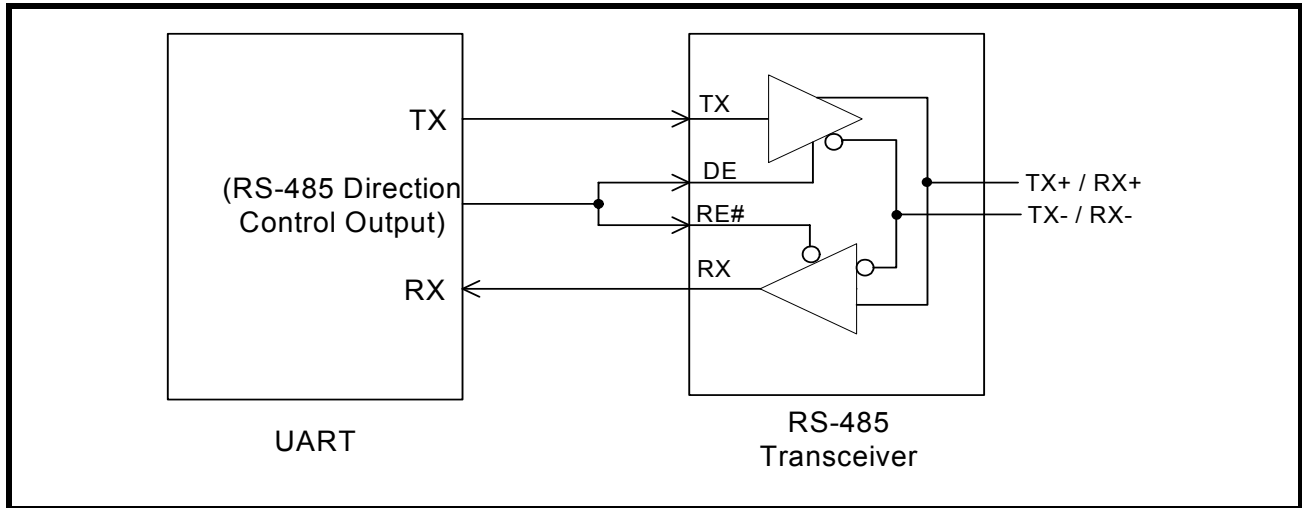 TX
(RS-485 Direction
Control Output)
RX
UART
TX
DE
RE#
RX
RS-485
Transceiver
TX+ / RX+
TX- / RX-